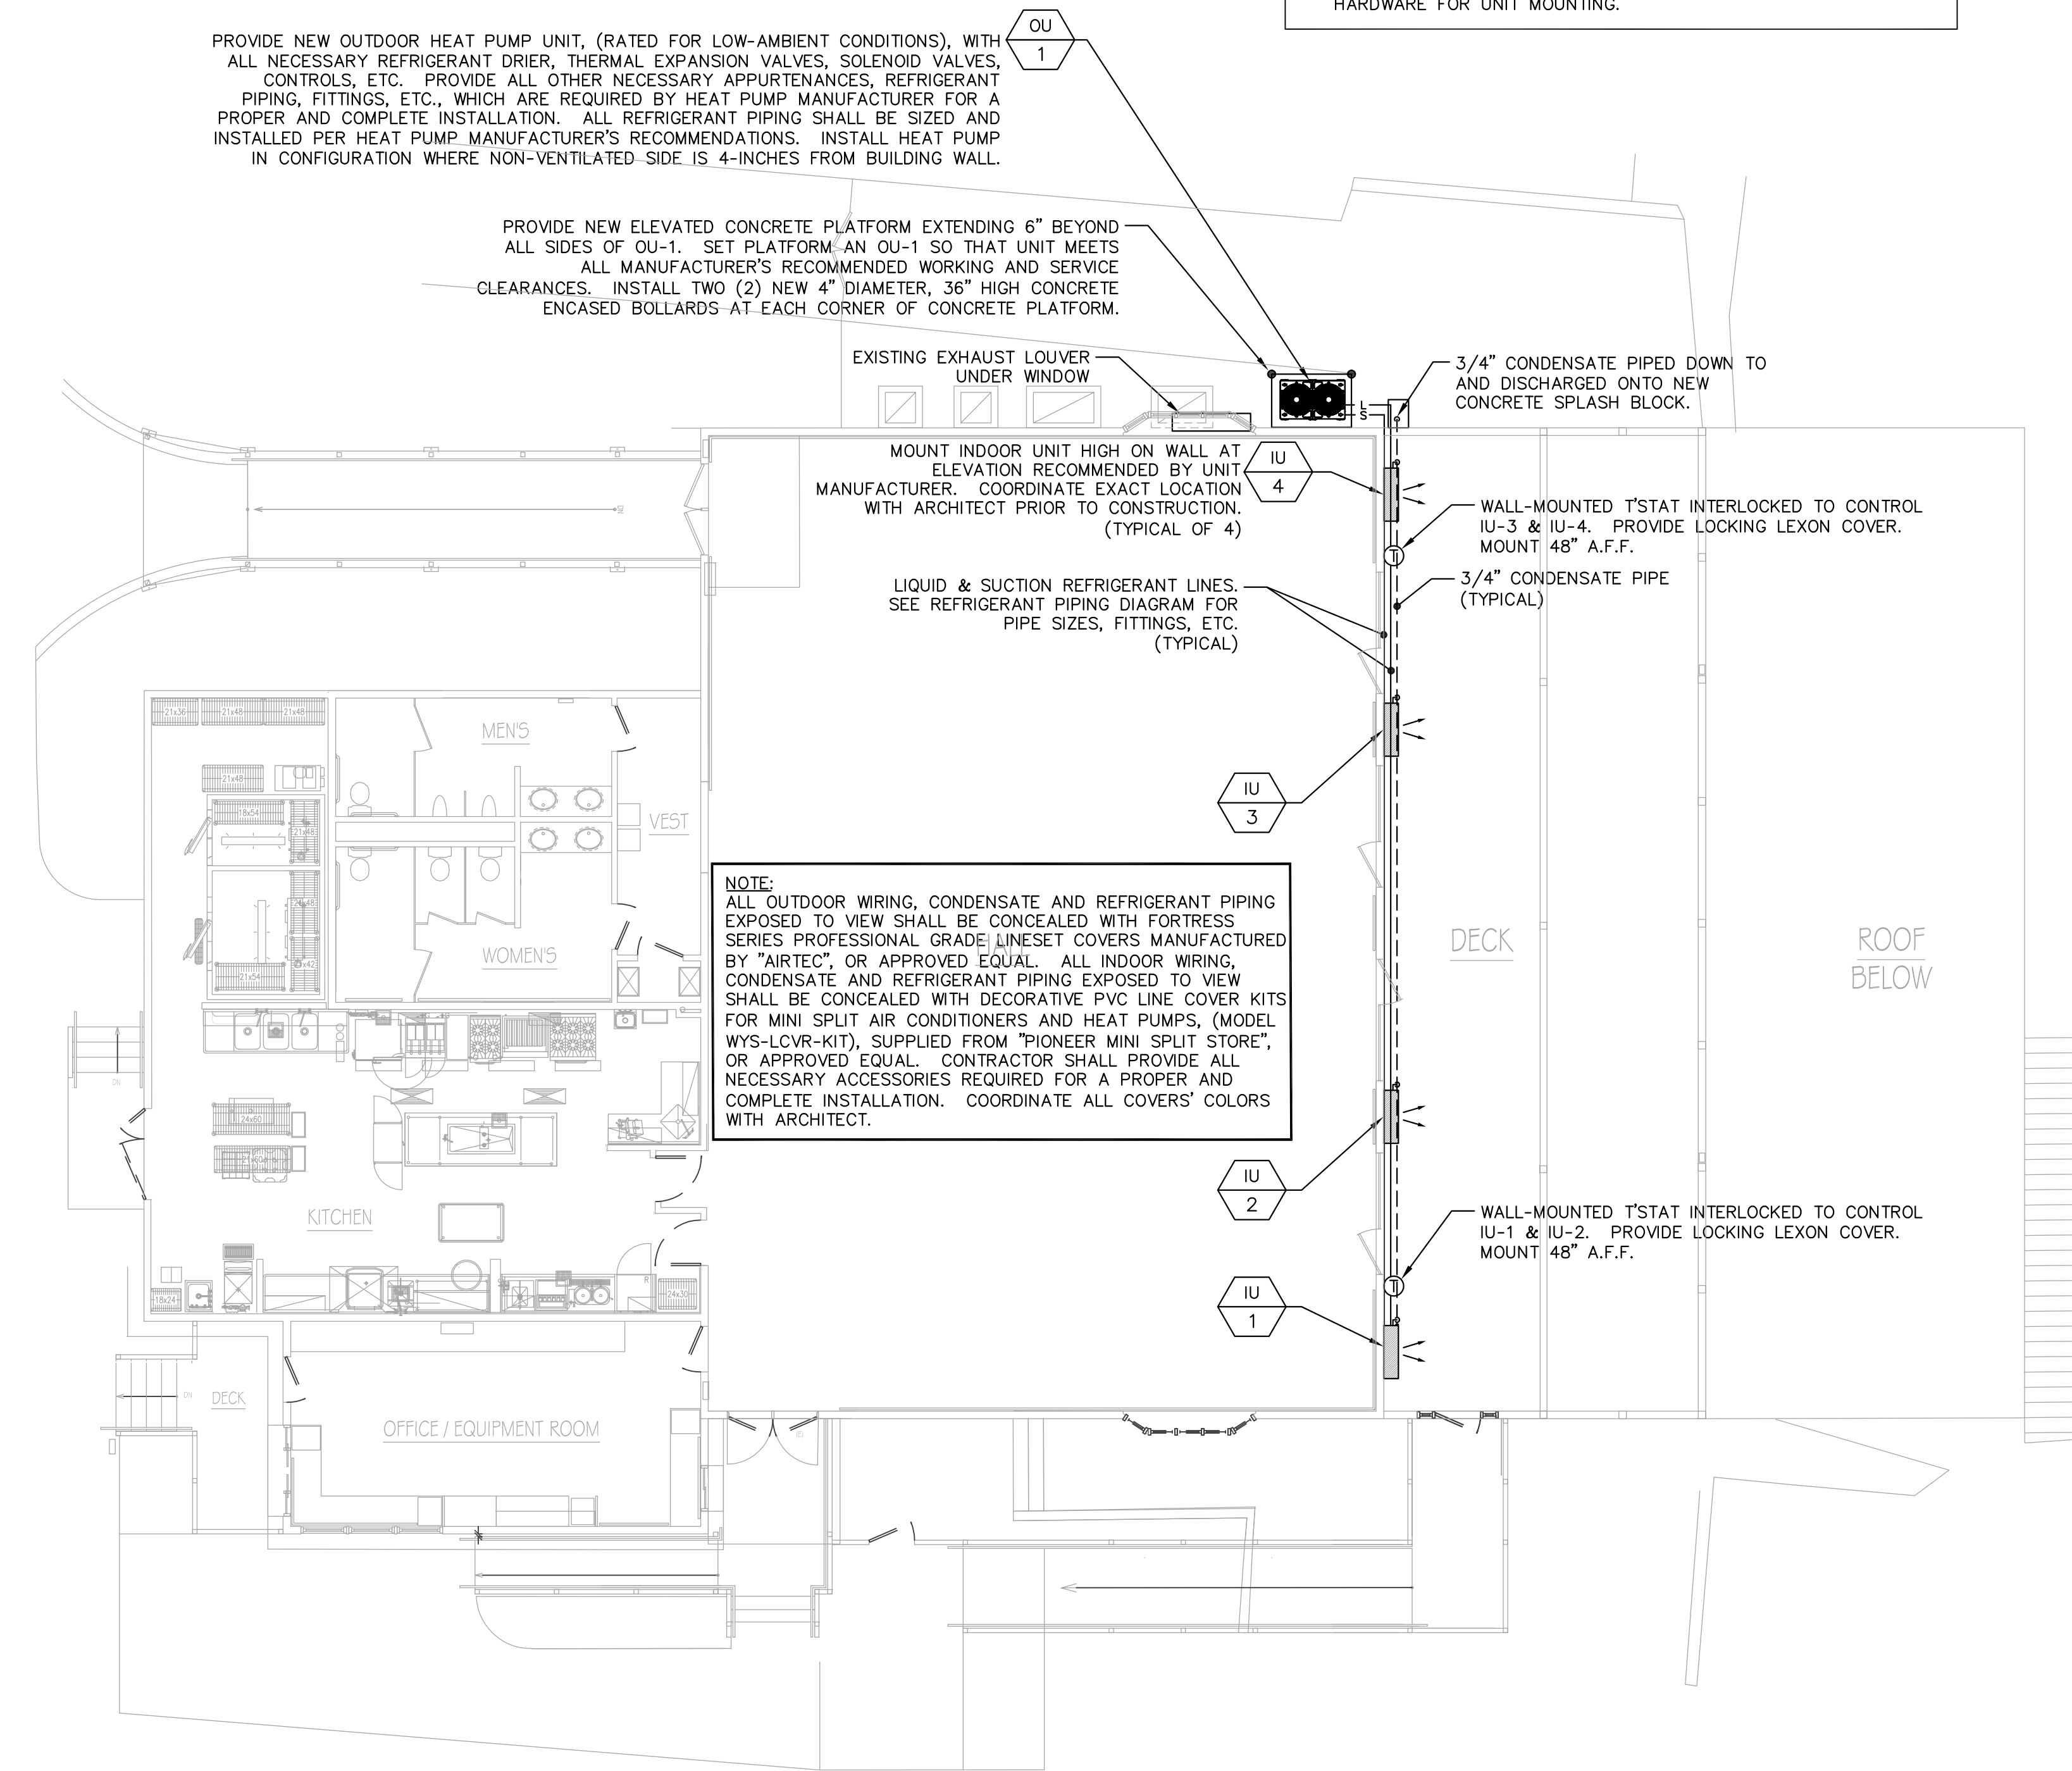 HARDWARE FOR UNIT MOUNTING.
OU
1
PROVIDE NEW OUTDOOR HEAT PUMP UNIT, (RATED FOR LOW-AMBIENT CONDITIONS), WITH
ALL NECESSARY REFRIGERANT DRIER, THERMAL EXPANSION VALVES, SOLENOID VALVES,
CONTROLS, ETC. PROVIDE ALL OTHER NECESSARY APPURTENANCES, REFRIGERANT
PIPING, FITTINGS, ETC., WHICH ARE REQUIRED BY HEAT PUMP MANUFACTURER FOR A
PROPER AND COMPLETE INSTALLATION. ALL REFRIGERANT PIPING SHALL BE SIZED AND
INSTALLED PER HEAT PUMP MANUFACTURER'S RECOMMENDATIONS. INSTALL HEAT PUMP
IN CONFIGURATION WHERE NON-VENTILATED SIDE IS 4-INCHES FROM BUILDING WALL.
PROVIDE NEW ELEVATED CONCRETE PLATFORM EXTENDING 6" BEYOND
ALL SIDES OF OU-1. SET PLATFORM AN OU-1 SO THAT UNIT MEETS
ALL MANUFACTURER'S RECOMMENDED WORKING AND SERVICE
CLEARANCES. INSTALL TWO (2) NEW 4" DIAMETER, 36" HIGH CONCRETE
ENCASED BOLLARDS AT EACH CORNER OF CONCRETE PLATFORM.
EXISTING EXHAUST LOUVER
UNDER WINDOW
3/4" CONDENSATE PIPED DOWN TO
AND DISCHARGED ONTO NEW
CONCRETE SPLASH BLOCK.
L
S
MOUNT INDOOR UNIT HIGH ON WALL AT
ELEVATION RECOMMENDED BY UNIT
MANUFACTURER. COORDINATE EXACT LOCATION
WITH ARCHITECT PRIOR TO CONSTRUCTION.
(TYPICAL OF 4)
IU
4
WALL-MOUNTED T'STAT INTERLOCKED TO CONTROL
IU-3 & IU-4. PROVIDE LOCKING LEXON COVER.
MOUNT 48" A.F.F.
DN
T
3/4" CONDENSATE PIPE
(TYPICAL)
LIQUID & SUCTION REFRIGERANT LINES.
SEE REFRIGERANT PIPING DIAGRAM FOR
PIPE SIZES, FITTINGS, ETC.
(TYPICAL)
21x36
21x48
21x48
MEN'S
21x48
IU
3
18x54
21x48
VEST
NOTE:
ALL OUTDOOR WIRING, CONDENSATE AND REFRIGERANT PIPING
EXPOSED TO VIEW SHALL BE CONCEALED WITH FORTRESS
SERIES PROFESSIONAL GRADE LINESET COVERS MANUFACTURED
BY "AIRTEC", OR APPROVED EQUAL. ALL INDOOR WIRING,
CONDENSATE AND REFRIGERANT PIPING EXPOSED TO VIEW
SHALL BE CONCEALED WITH DECORATIVE PVC LINE COVER KITS
FOR MINI SPLIT AIR CONDITIONERS AND HEAT PUMPS, (MODEL
WYS-LCVR-KIT), SUPPLIED FROM "PIONEER MINI SPLIT STORE",
OR APPROVED EQUAL. CONTRACTOR SHALL PROVIDE ALL
NECESSARY ACCESSORIES REQUIRED FOR A PROPER AND
COMPLETE INSTALLATION. COORDINATE ALL COVERS' COLORS
WITH ARCHITECT.
HALL
WOMEN'S
21x54
DECK
ROOF
BELOW
DN
24x60
IU
2
KITCHEN
WALL-MOUNTED T'STAT INTERLOCKED TO CONTROL
IU-1 & IU-2. PROVIDE LOCKING LEXON COVER.
MOUNT 48" A.F.F.
T
18x24
R
24x30
IU
1
DN
DECK
OFFICE / EQUIPMENT ROOM